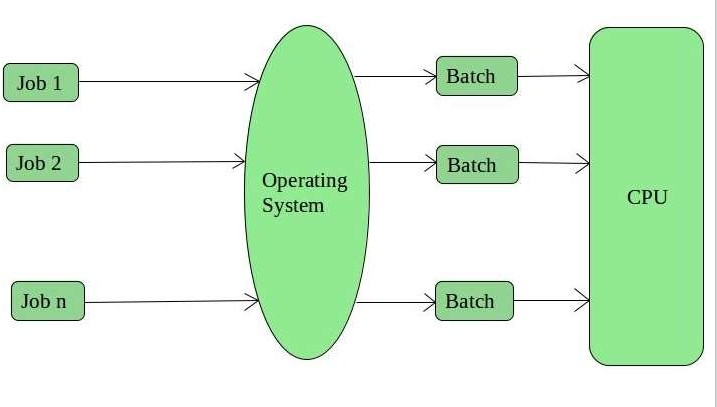 Job 1
Job 2
Job n
Operating
System
Batch
Batch
Batch
CPU